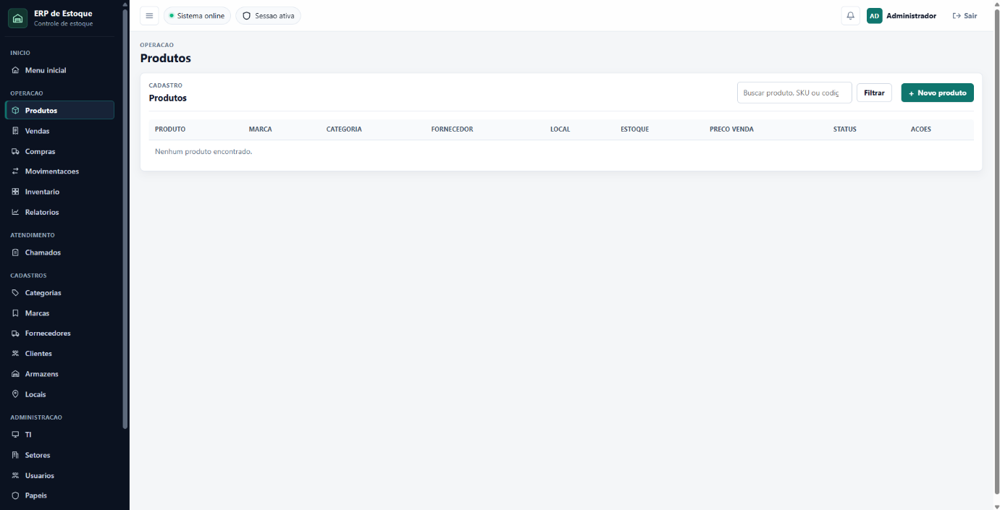 ERP de Estoque
Controle de estoque
INICIO
Menu inicial
OPERACAO
Produtos
Vendas
Compras
Movimentacoes
Inventario
Relatorios
ATENDIMENTO
Chamados
CADASTROS
Categorias
Marcas
Fornecedores
Clientes
Armazens
Locais
ADMINISTRACAO
TI
Setores
Usuarios
Papeis
Sistema online
Sessao ativa
AD Administrador
Sair
OPERACAO
Produtos
CADASTRO
Produtos
Buscar produto, SKU ou codig
Filtrar
+ Novo produto
PRODUTO MARCA CATEGORIA FORNECEDOR LOCAL ESTOQUE PRECO VENDA STATUS ACOES
Nenhum produto encontrado.